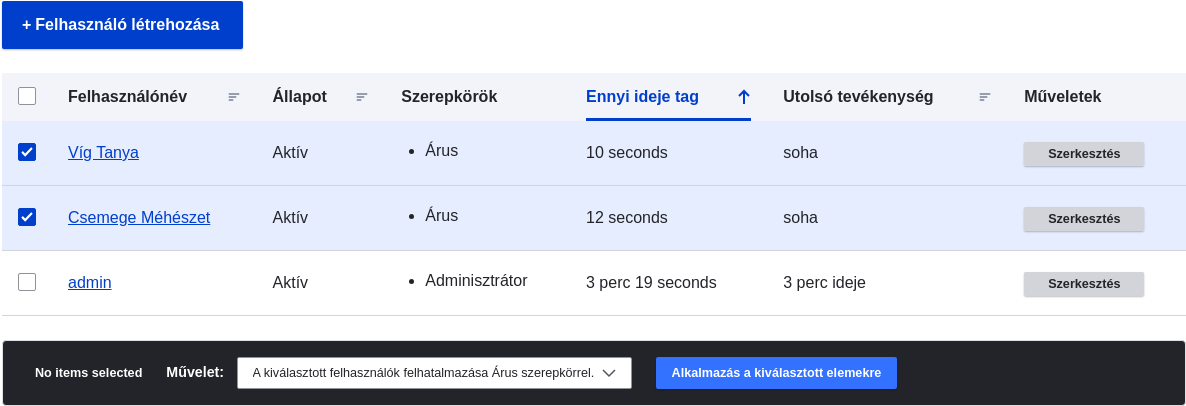 + Felhasználó létrehozása
Felhasználónév Állapot Szerepkörök Ennyi ideje tag Utolsó tevékenység Műveletek
Víg Tanya Aktív • Árus 10 seconds soha Szerkesztés
Csemege Méhészet Aktív • Árus 12 seconds soha Szerkesztés
admin Aktív • Adminisztrátor 3 perc 19 seconds 3 perc ideje Szerkesztés
No items selected Művelet: A kiválasztott felhasználók felhatalmazása Árus szerepkörrel. Alkalmazás a kiválasztott elemekre